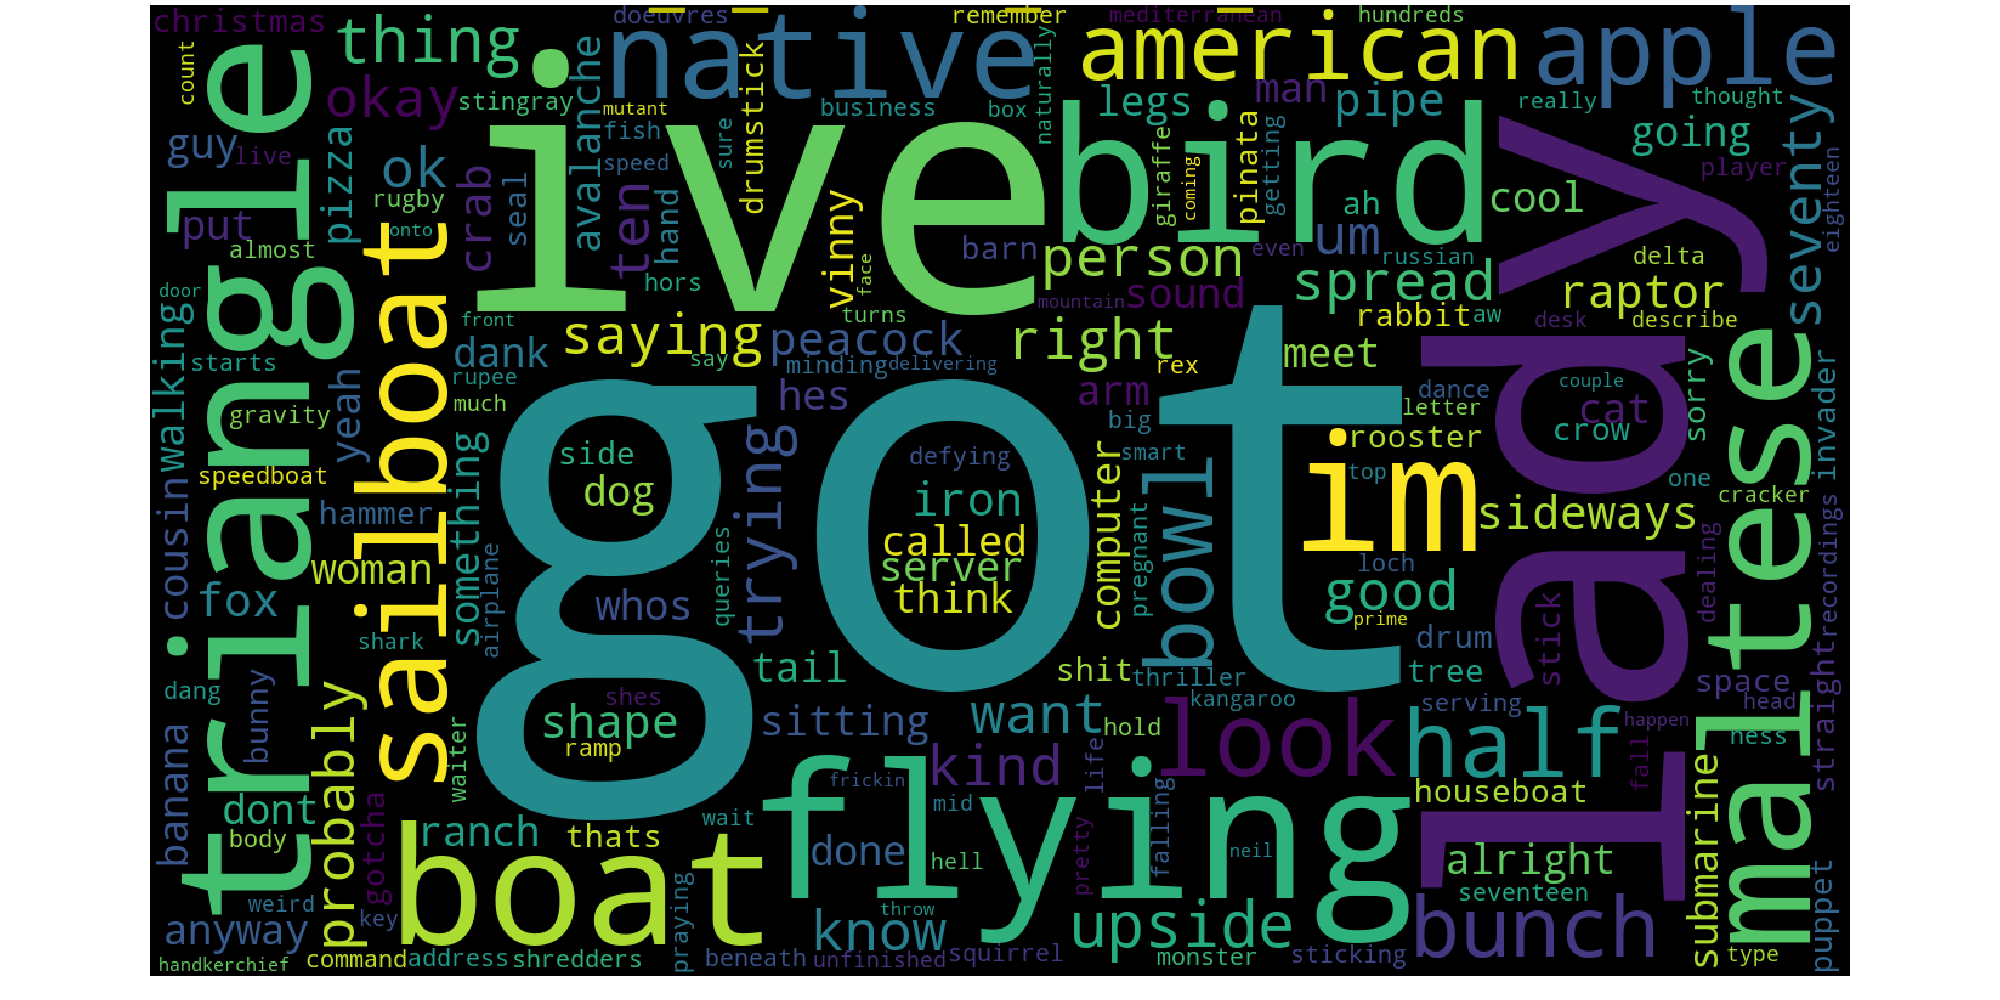 christmas
thing
doeuvres
native
remember
mediterranean
hundreds
american
apple
count
okay
stingray
avalanche
drumstick
mutant
business
box
naturally
legs
man
pipe
really
thought
triangle
ive
bird
lady
guy
live
pizza
ok
crab
seal
fish
speed
sure
giraffe
coming
pinata
getting
going
player
seventy
eighteen
put
almost
rugby
onto
ten
hand
vinny
face
barn
person
ah
um
even
russian
cool
delta
door
sailboat
hors
mountain
sound
spread
raptor
walking
starts
front
dank
saying
say
turns
peacock
minding
delivering
right
rex
rabbit
aw
meet
desk
describe
maltese
gravity
yeah
rupee
much
got
hes
arm
big
smart
dance
letter
couple
cat
crow
sorry
invader
speedboat
hammer
something
side
dog
trying
defying
iron
called
server
think
computer
bowl
im
rooster
top
sideways
one
cracker
cousin
fox
woman
airplane
whos
queries
pregnant
loch
good
prime
dealing
recordings
shark
tail
shit
thriller
drum
tree
stick
space
head
straight
dang
bunny
shes
shape
ramp
sitting
want
hold
kangaroo
look
serving
half
happen
fall
ness
banana
probably
waiter
kind
frickin
life
falling
houseboat
submarine
dont
body
gotcha
ranch
thats
wait
flying
mid
done
hell
neil
pretty
alright
seventeen
weird
anyway
key
boat
praying
throw
know
upside
bunch
puppet
handkerchief
command
address
shredders
beneath
unfinished
squirrel
monster
sticking
type